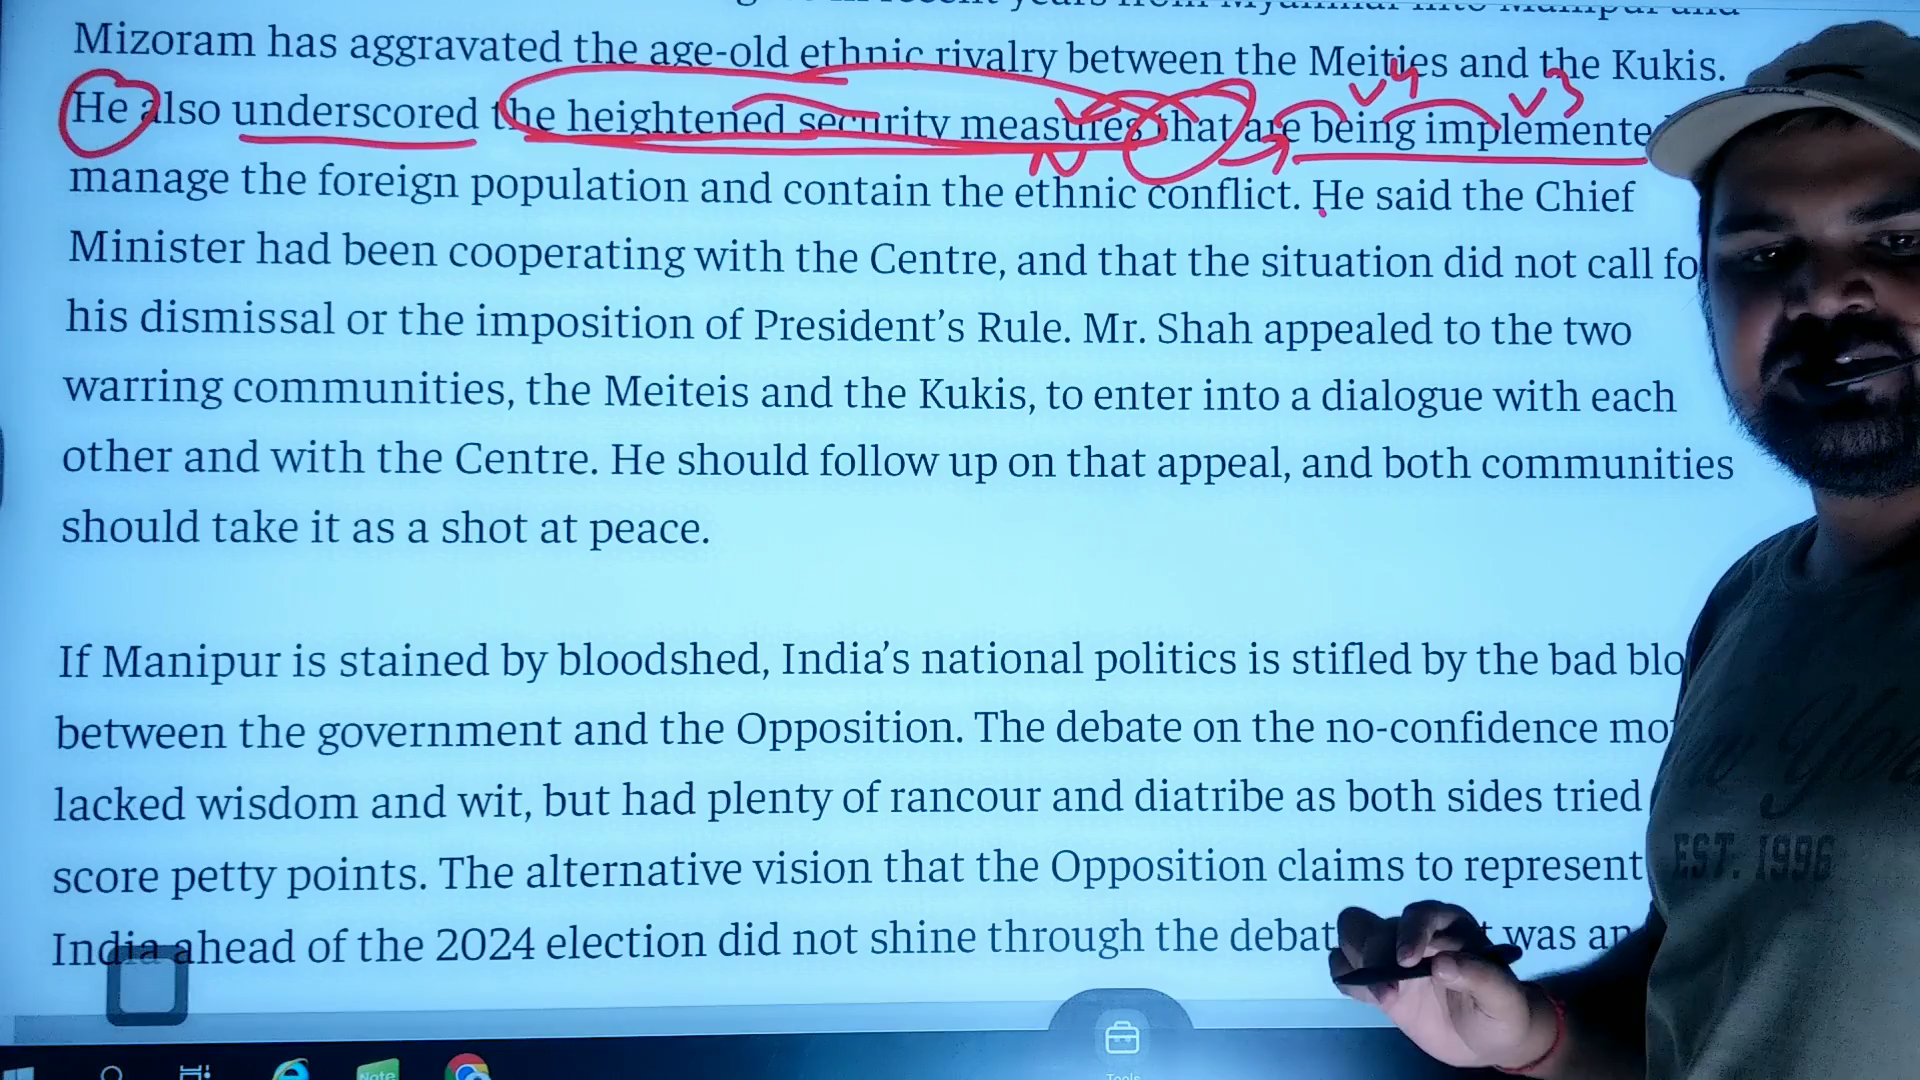 Mizoram has aggravated the age-old ethnic rivalry between the Meities and the Kukis.
He also underscored the heightened security measures that are being implemente
manage the foreign population and contain the ethnic conflict. He said the Chief
Minister had been cooperating with the Centre, and that the situation did not call fo
his dismissal or the imposition of President's Rule. Mr. Shah appealed to the two
warring communities, the Meiteis and the Kukis, to enter into a dialogue with each
other and with the Centre. He should follow up on that appeal, and both communities
should take it as a shot at peace.
If Manipur is stained by bloodshed, India's national politics is stifled by the bad blo
between the government and the Opposition. The debate on the no-confidence mo
lacked wisdom and wit, but had plenty of rancour and diatribe as both sides tried
score petty points. The alternative vision that the Opposition claims to represent
India ahead of the 2024 election did not shine through the debat was an
V4 V3
N
EST. 1996
Note
Tools